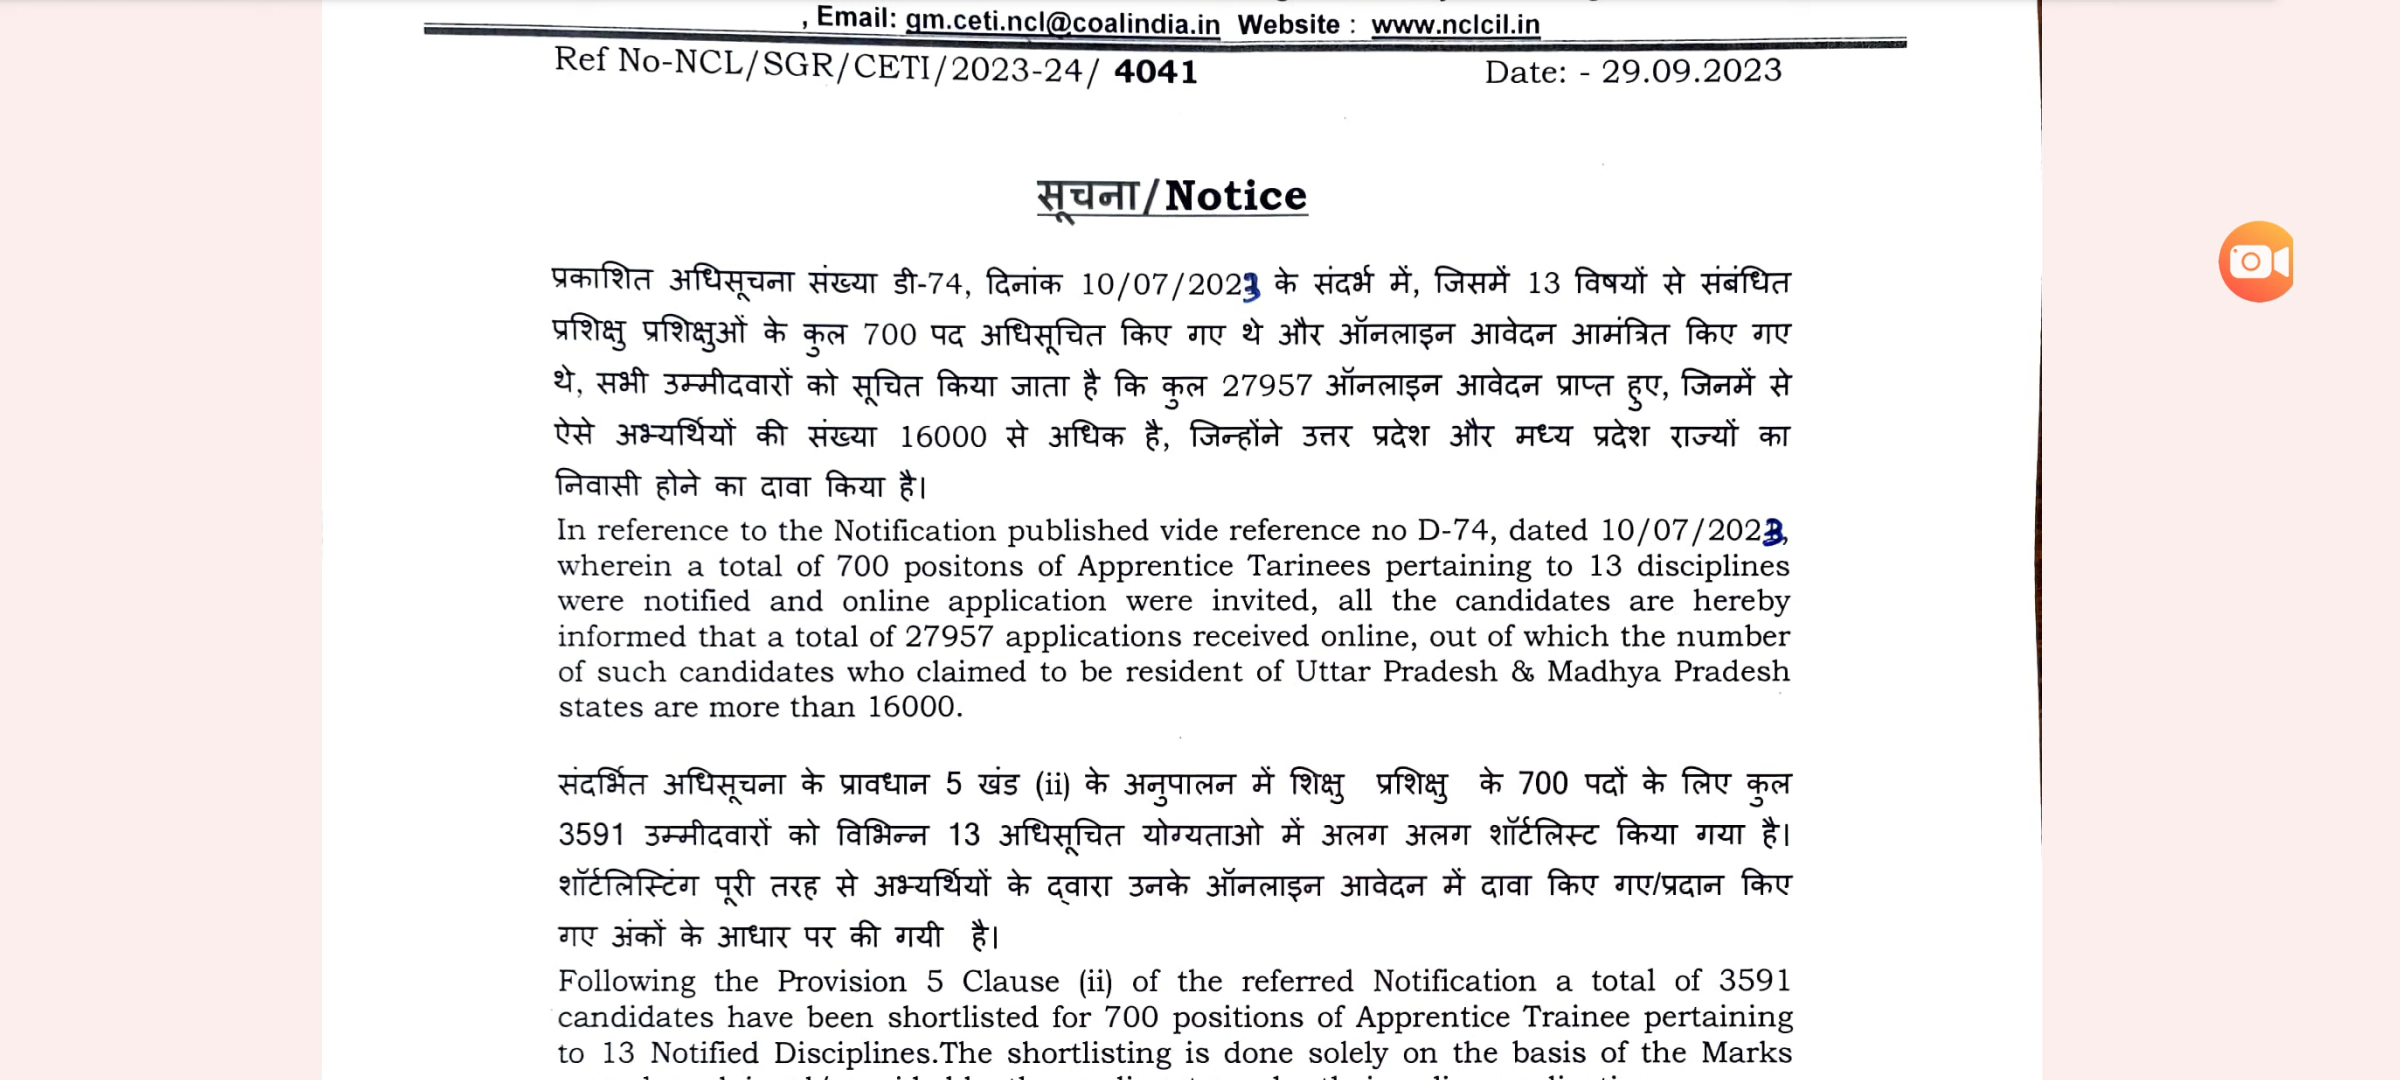 , Email: gm.ceti.ncl@coalindia.in Website : www.nclcil.in
Ref No-NCL/SGR/CETI/2023-24/ 4041 Date: - 29.09.2023
सूचना/Notice
प्रकाशित अधिसूचना संख्या डी-74, दिनांक 10/07/2023 के संदर्भ में, जिसमें 13 विषयों से संबंधित
प्रशिक्षु प्रशिक्षुओं के कुल 700 पद अधिसूचित किए गए थे और ऑनलाइन आवेदन आमंत्रित किए गए
थे, सभी उम्मीदवारों को सूचित किया जाता है कि कुल 27957 ऑनलाइन आवेदन प्राप्त हुए, जिनमें से
ऐसे अभ्यर्थियों की संख्या 16000 से अधिक है, जिन्होंने उत्तर प्रदेश और मध्य प्रदेश राज्यों का
निवासी होने का दावा किया है।
In reference to the Notification published vide reference no D-74, dated 10/07/2023,
wherein a total of 700 positons of Apprentice Tarinees pertaining to 13 disciplines
were notified and online application were invited, all the candidates are hereby
informed that a total of 27957 applications received online, out of which the number
of such candidates who claimed to be resident of Uttar Pradesh & Madhya Pradesh
states are more than 16000.
संदर्भित अधिसूचना के प्रावधान 5 खंड (ii) के अनुपालन में शिक्षु प्रशिक्षु के 700 पदों के लिए कुल
3591 उम्मीदवारों को विभिन्न 13 अधिसूचित योग्यताओ में अलग अलग शॉर्टलिस्ट किया गया है।
शॉर्टलिस्टिंग पूरी तरह से अभ्यर्थियों के द्वारा उनके ऑनलाइन आवेदन में दावा किए गए/प्रदान किए
गए अंकों के आधार पर की गयी है।
Following the Provision 5 Clause (ii) of the referred Notification a total of 3591
candidates have been shortlisted for 700 positions of Apprentice Trainee pertaining
to 13 Notified Disciplines.The shortlisting is done solely on the basis of the Marks